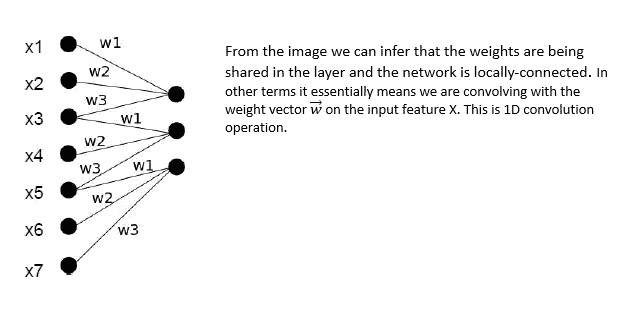 x1
w1
w2
x2
w3
x3
w1
w2
x4
w3
w1
x5
w2
x6
w3
x7
From the image we can infer that the weights are being
shared in the layer and the network is locally-connected. In
other terms it essentially means we are convolving with the
weight vector w⃗ on the input feature X. This is 1D convolution
operation.